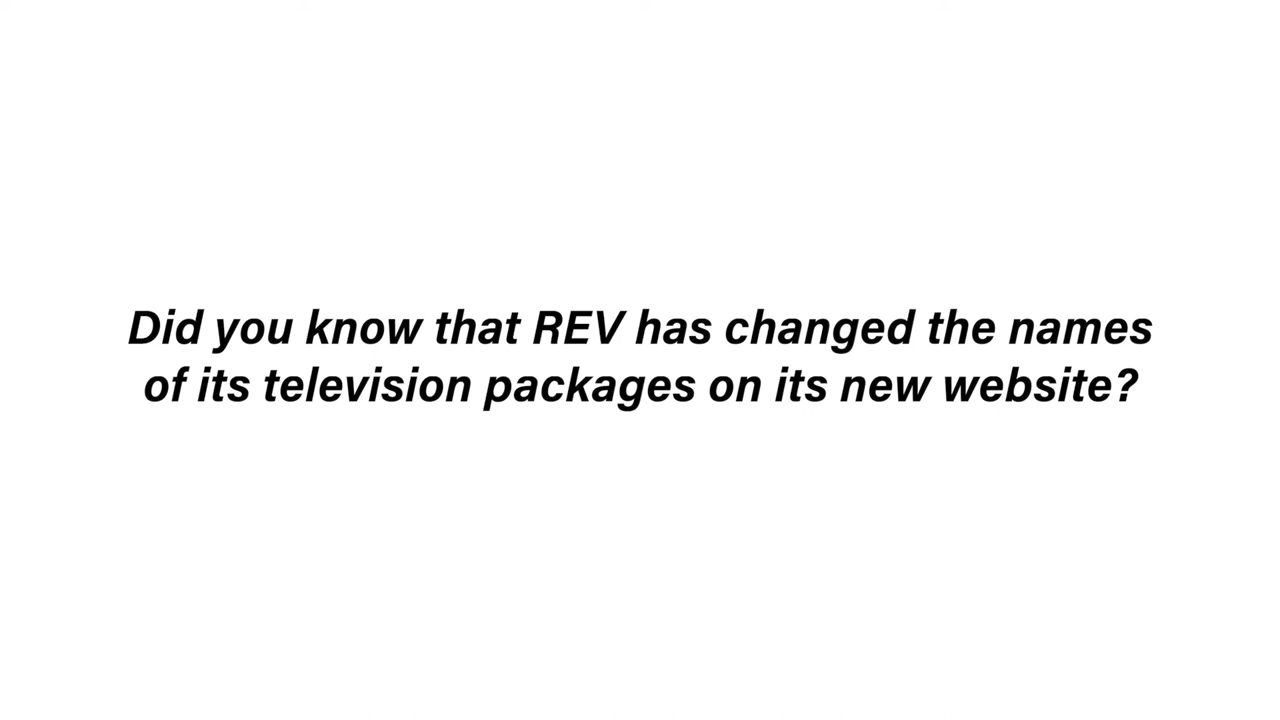 Did you know that REV has changed the names
of its television packages on its new website?